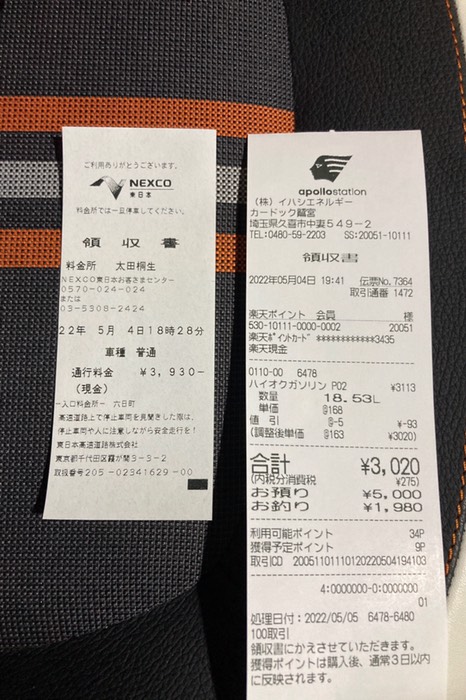 ご利用ありがとうございます。
NEXCO
東日本
料金所では一旦停車してください。
領収書
料金所 太田桐生
NEXCO東日本お客さまセンター
0570-024-024
または
03-5308-2424
22年 5月 4日18時28分
車種 普通
通行料金 ¥3,930-
(現金)
-入口料金所- 六日町
高速道路上で停止車両を見聞きした際は、
停止車両や人に注意しながら安全走行を!
東日本高速道路株式会社
東京都千代田区霞が関3-3-2
取扱番号205-02341629-00
apollostation
(株)イハシエネルギー
カードック鷲宮
埼玉県久喜市中妻549-2
TEL:0480-59-2203 SS:20051-10111
領収書
2022年05月04日 19:41 伝票No.7364
取引通番 1472
楽天ポイント 会員 様
530-10111-0000-0002 20051
楽天ポイントカード ************3435
楽天現金
0110-00 6478
ハイオクガソリン P02 ¥3113
数量 18.53L
単価 @168
値引 @-5 ¥-93
(調整後単価 @163 ¥3020)
合計 ¥3,020
(内税分消費税 ¥275)
お預り ¥5,000
お釣り ¥1,980
利用可能ポイント 34P
獲得予定ポイント 9P
取引CD 2005110111012022050419​4103
4:0000000-0:0000000
01
処理日付:2022/05/05 6478-6480
100取引
領収書にかえさせていただきます。
獲得ポイントは購入後、通常3日以内
に反映されます。